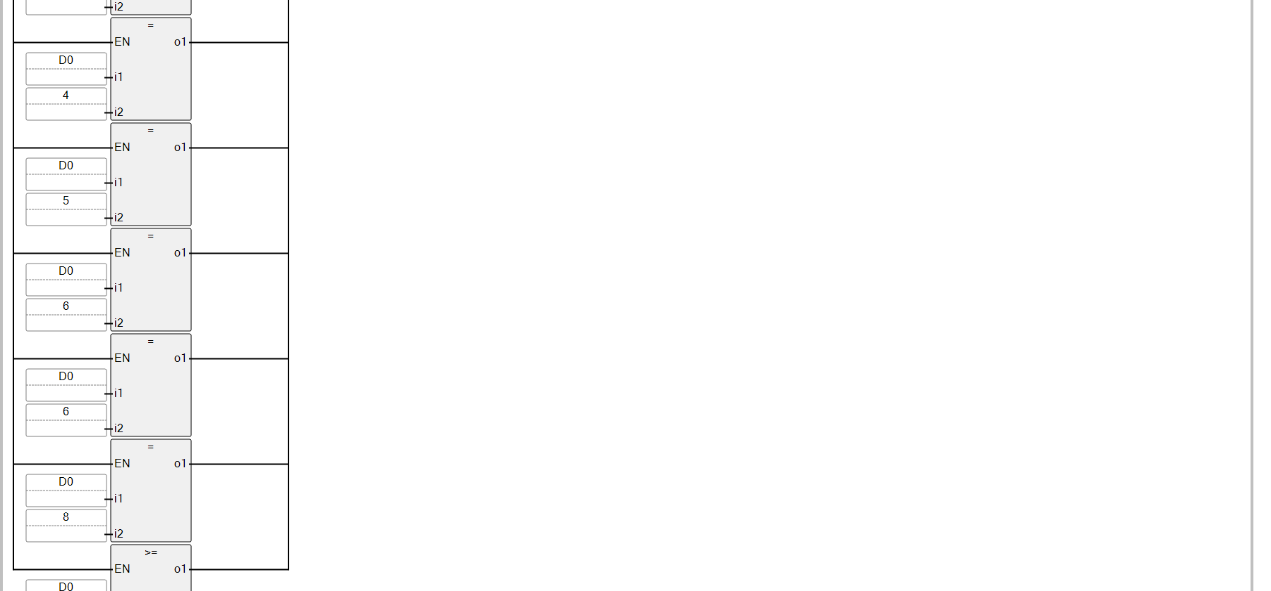 i2
=
EN o1
D0
i1
4
i2
=
EN o1
D0
i1
5
i2
=
EN o1
D0
i1
6
i2
=
EN o1
D0
i1
6
i2
=
EN o1
D0
i1
8
i2
>=
EN o1
D0